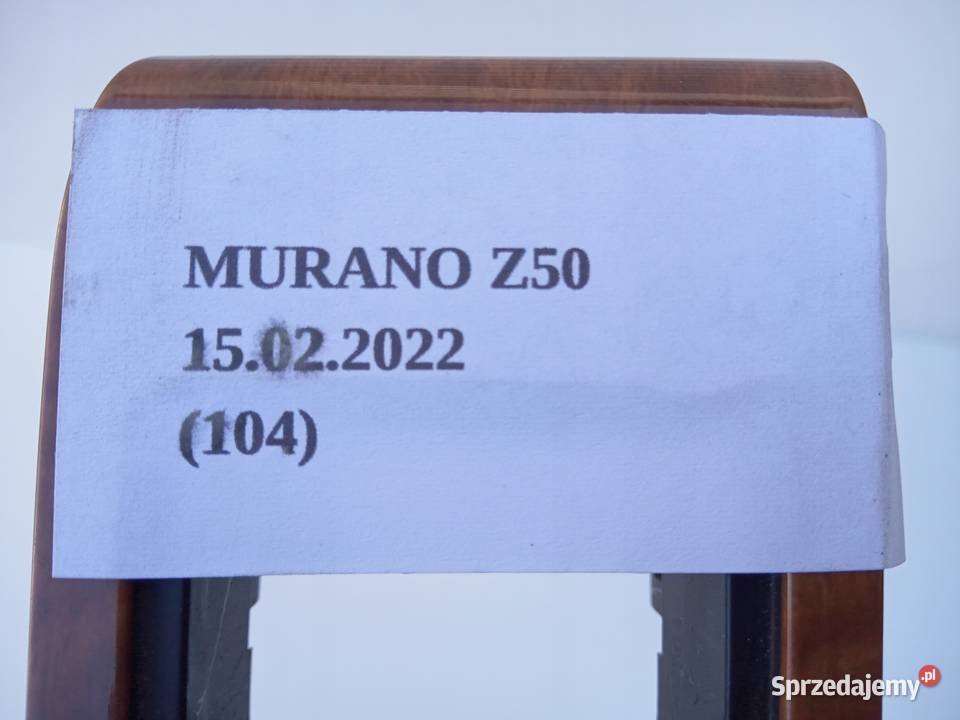 MURANO Z50
15.02.2022
(104)
Sprzedajemy.pl